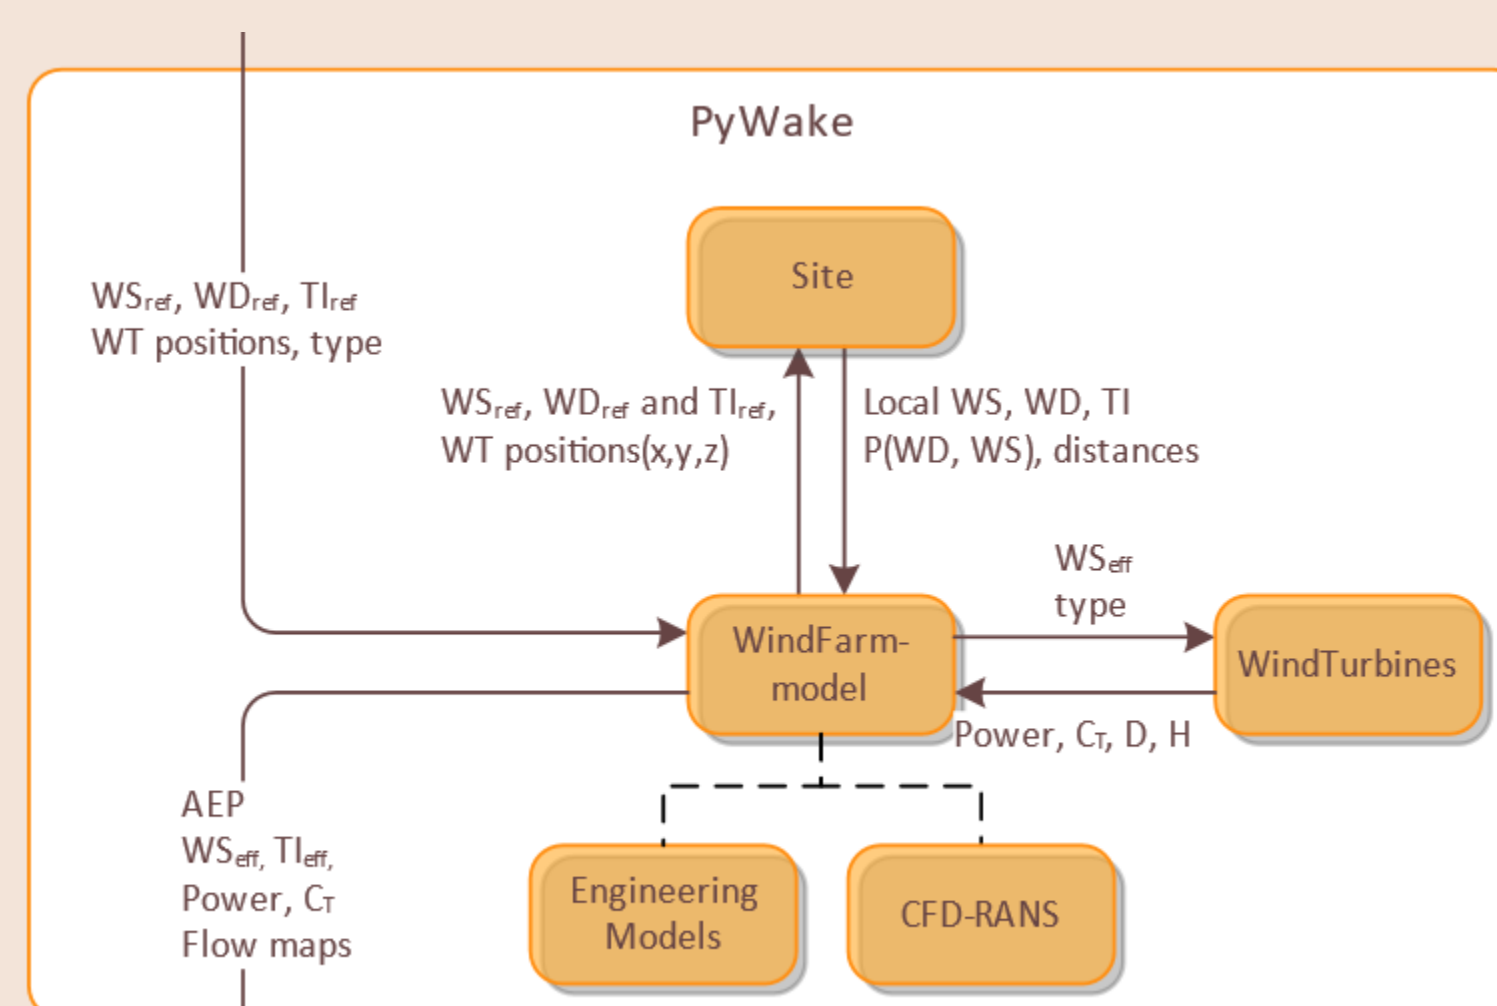 PyWake
Site
WSref, WDref, TIref
WT positions, type
WSref, WDref and TIref,
WT positions(x,y,z)
Local WS, WD, TI
P(WD, WS), distances
WSeff
type
WindFarm-
model
WindTurbines
Power, CT, D, H
AEP
WSeff, TIeff,
Power, CT
Flow maps
Engineering
Models
CFD-RANS